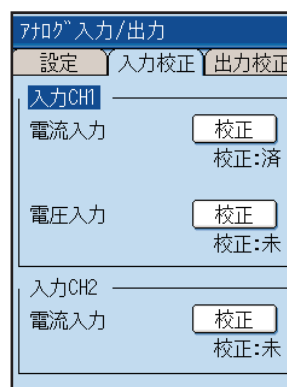 ｱﾅﾛｸﾞ入力/出力
設定 入力校正 出力校正
入力CH1
電流入力 校正
校正:済
電圧入力 校正
校正:未
入力CH2
電流入力 校正
校正:未